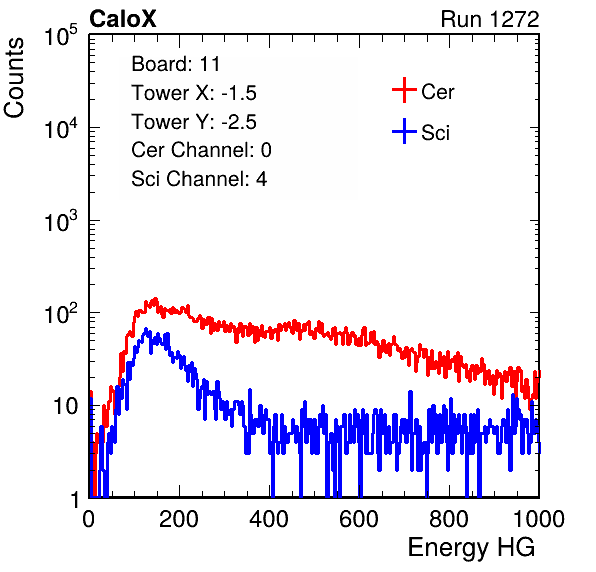 CaloX Run 1272
Counts
Board: 11
Tower X: -1.5
Tower Y: -2.5
Cer Channel: 0
Sci Channel: 4
Cer
Sci
10^5
10^4
10^3
10^2
10
1
0 200 400 600 800 1000
Energy HG